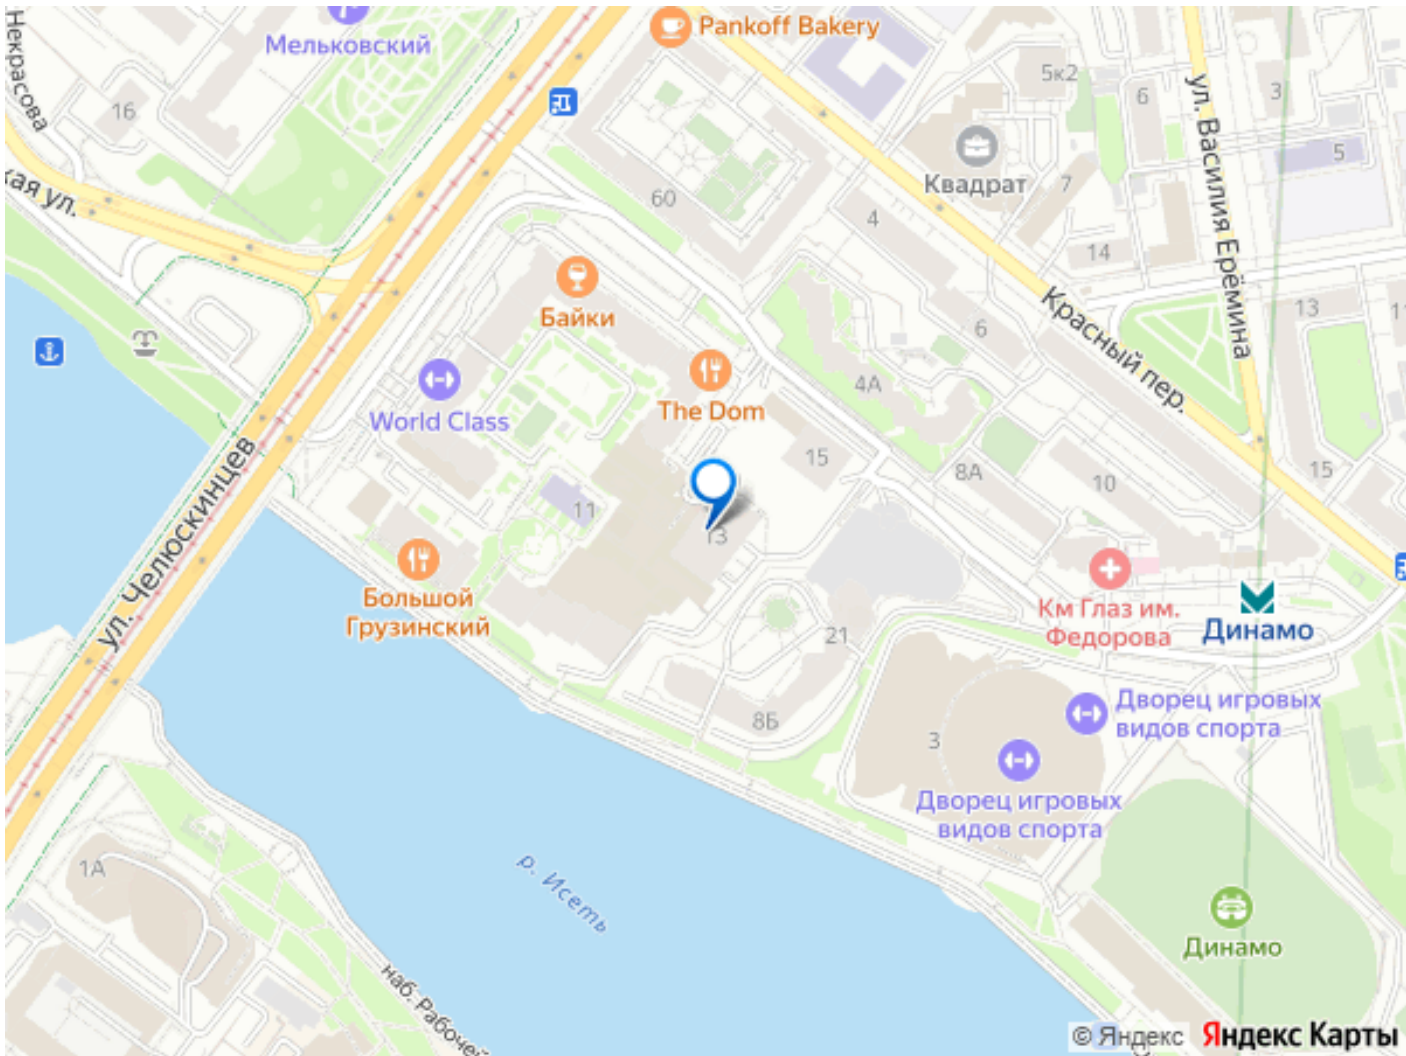 Некрасова
Мельковский
Pankoff Bakery
5к2
6
3
ул. Василия Ерёмина
16
Квадрат
7
5
кая ул.
60
4
14
Байки
6
Красный пер.
13
11
4А
World Class
The Dom
15
8А
10
15
ул. Челюскинцев
11
13
Большой
Грузинский
Км Глаз им.
Федорова
Динамо
21
8Б
3
Дворец игровых
видов спорта
Дворец игровых
видов спорта
1А
р. Исеть
Динамо
наб. Рабочей
© Яндекс Яндекс Карты